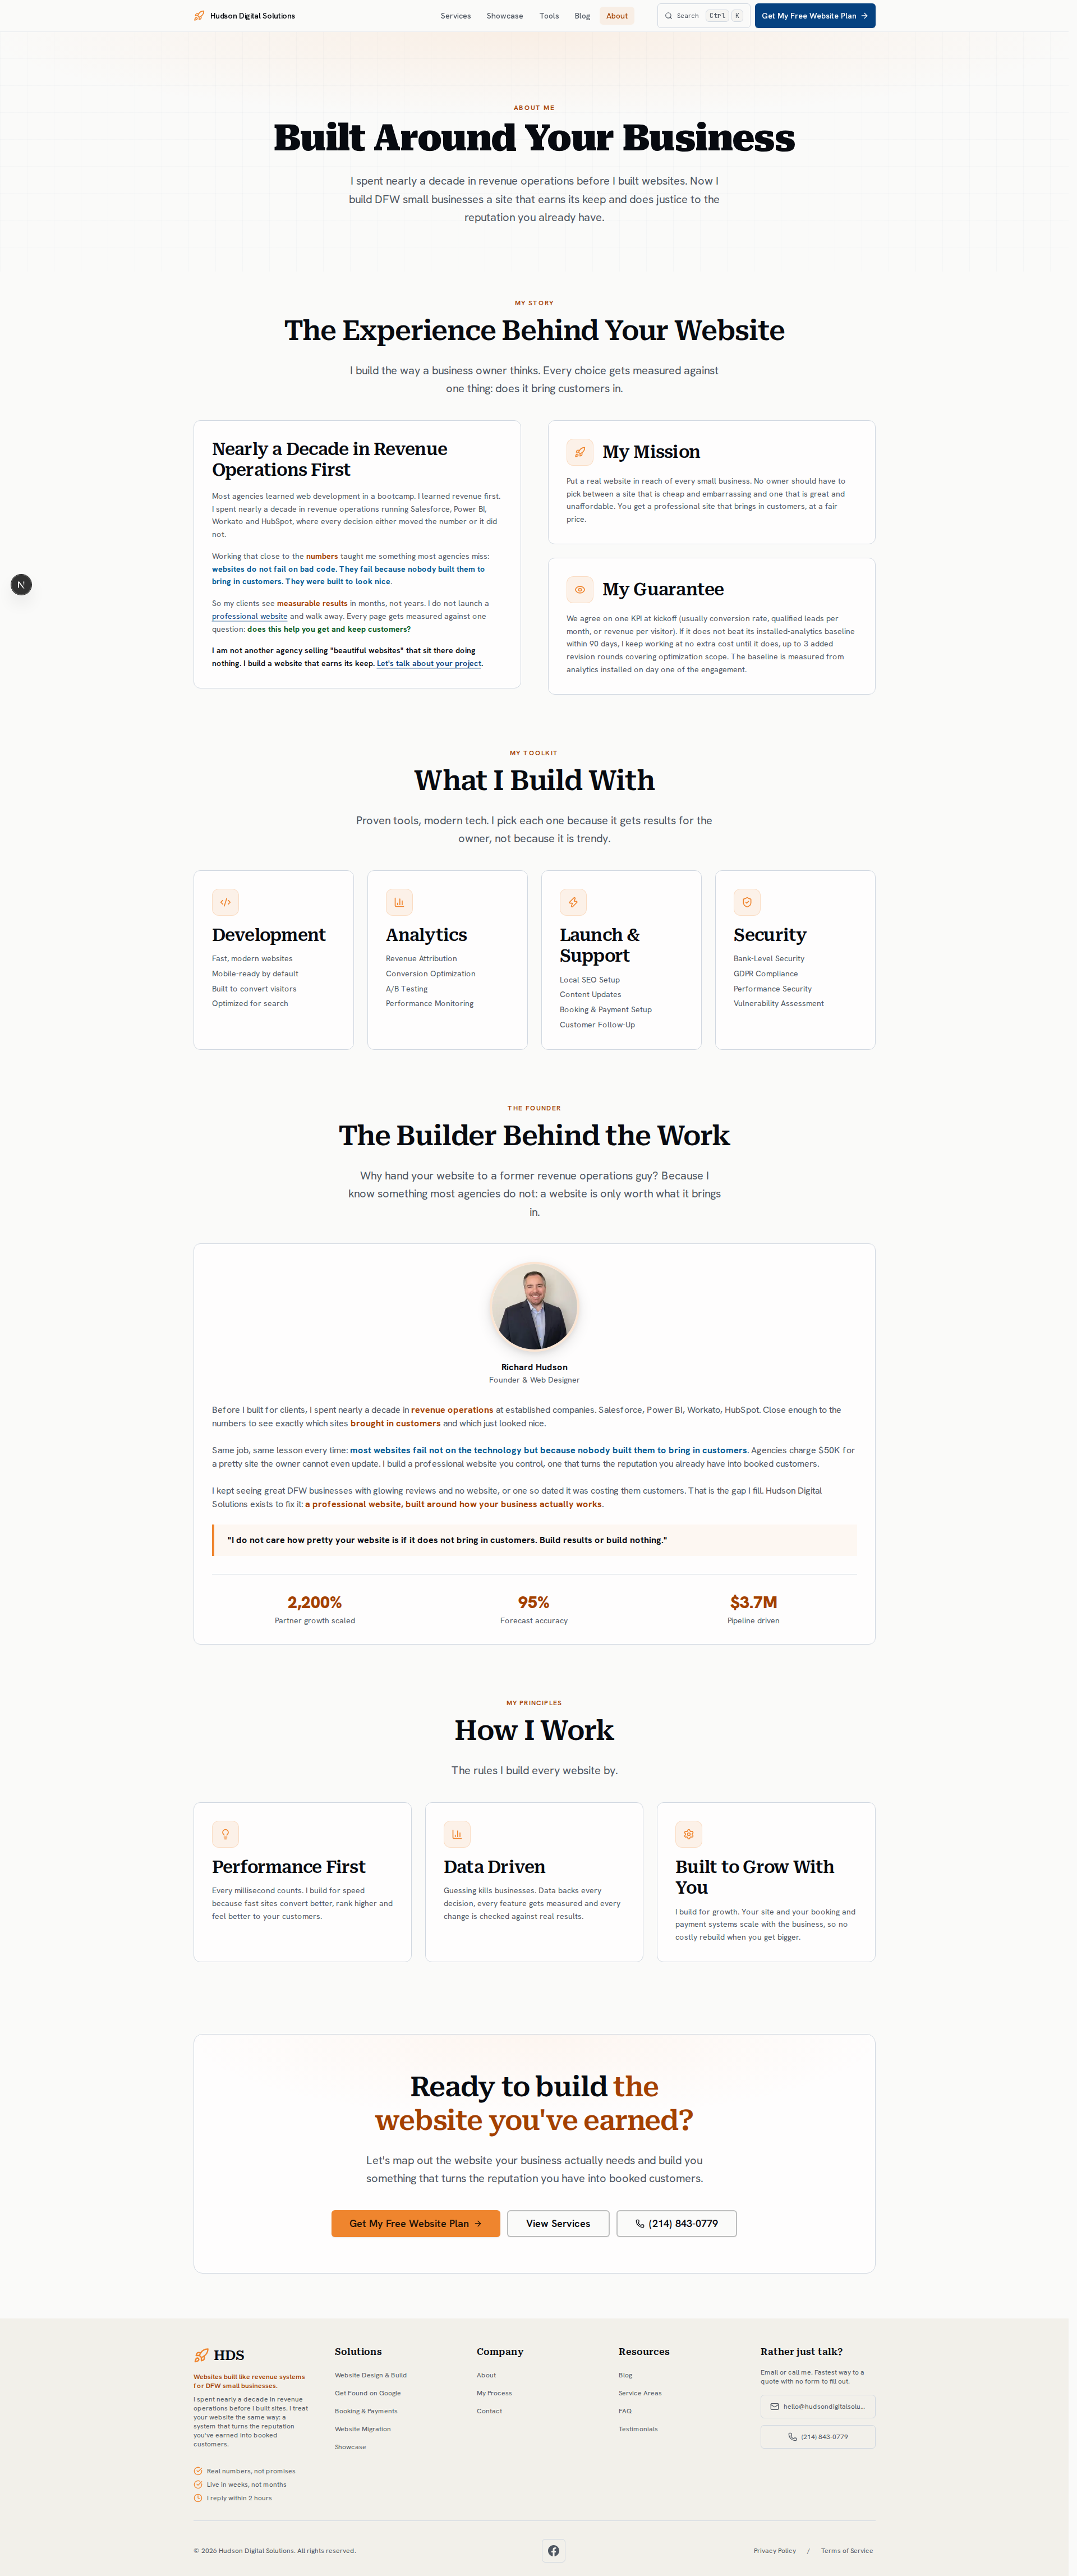 Hudson Digital Solutions
Services
Showcase
Tools
Blog
About
Search
Ctrl
K
Get My Free Website Plan
ABOUT ME
Built Around Your Business
I spent nearly a decade in revenue operations before I built websites. Now I
build DFW small businesses a site that earns its keep and does justice to the
reputation you already have.
MY STORY
The Experience Behind Your Website
I build the way a business owner thinks. Every choice gets measured against
one thing: does it bring customers in.
Nearly a Decade in Revenue
Operations First
Most agencies learned web development in a bootcamp. I learned revenue first.
I spent nearly a decade in revenue operations running Salesforce, Power BI,
Workato and HubSpot, where every decision either moved the number or it did
not.
Working that close to the numbers taught me something most agencies miss:
websites do not fail on bad code. They fail because nobody built them to
bring in customers. They were built to look nice.
So my clients see measurable results in months, not years. I do not launch a
professional website and walk away. Every page gets measured against one
question: does this help you get and keep customers?
I am not another agency selling "beautiful websites" that sit there doing
nothing. I build a website that earns its keep. Let's talk about your project.
My Mission
Put a real website in reach of every small business. No owner should have to
pick between a site that is cheap and embarrassing and one that is great and
unaffordable. You get a professional site that brings in customers, at a fair
price.
My Guarantee
We agree on one KPI at kickoff (usually conversion rate, qualified leads per
month, or revenue per visitor). If it does not beat its installed-analytics baseline
within 90 days, I keep working at no extra cost until it does, up to 3 added
revision rounds covering optimization scope. The baseline is measured from
analytics installed on day one of the engagement.
MY TOOLKIT
What I Build With
Proven tools, modern tech. I pick each one because it gets results for the
owner, not because it is trendy.
Development
Fast, modern websites
Mobile-ready by default
Built to convert visitors
Optimized for search
Analytics
Revenue Attribution
Conversion Optimization
A/B Testing
Performance Monitoring
Launch &
Support
Local SEO Setup
Content Updates
Booking & Payment Setup
Customer Follow-Up
Security
Bank-Level Security
GDPR Compliance
Performance Security
Vulnerability Assessment
THE FOUNDER
The Builder Behind the Work
Why hand your website to a former revenue operations guy? Because I
know something most agencies do not: a website is only worth what it brings
in.
Richard Hudson
Founder & Web Designer
Before I built for clients, I spent nearly a decade in revenue operations at established companies. Salesforce, Power BI, Workato, HubSpot. Close enough to the
numbers to see exactly which sites brought in customers and which just looked nice.
Same job, same lesson every time: most websites fail not on the technology but because nobody built them to bring in customers. Agencies charge $50K for
a pretty site the owner cannot even update. I build a professional website you control, one that turns the reputation you already have into booked customers.
I kept seeing great DFW businesses with glowing reviews and no website, or one so dated it was costing them customers. That is the gap I fill. Hudson Digital
Solutions exists to fix it: a professional website, built around how your business actually works.
"I do not care how pretty your website is if it does not bring in customers. Build results or build nothing."
2,200%
Partner growth scaled
95%
Forecast accuracy
$3.7M
Pipeline driven
MY PRINCIPLES
How I Work
The rules I build every website by.
Performance First
Every millisecond counts. I build for speed
because fast sites convert better, rank higher and
feel better to your customers.
Data Driven
Guessing kills businesses. Data backs every
decision, every feature gets measured and every
change is checked against real results.
Built to Grow With
You
I build for growth. Your site and your booking and
payment systems scale with the business, so no
costly rebuild when you get bigger.
Ready to build the
website you've earned?
Let's map out the website your business actually needs and build you
something that turns the reputation you have into booked customers.
Get My Free Website Plan
View Services
(214) 843-0779
HDS
Websites built like revenue systems
for DFW small businesses.
I spent nearly a decade in revenue
operations before I built sites. I treat
your website the same way: a
system that turns the reputation
you've earned into booked
customers.
Real numbers, not promises
Live in weeks, not months
I reply within 2 hours
Solutions
Website Design & Build
Get Found on Google
Booking & Payments
Website Migration
Showcase
Company
About
My Process
Contact
Resources
Blog
Service Areas
FAQ
Testimonials
Rather just talk?
Email or call me. Fastest way to a
quote with no form to fill out.
hello@hudsondigitalsolu...
(214) 843-0779
© 2026 Hudson Digital Solutions. All rights reserved.
Privacy Policy
/
Terms of Service